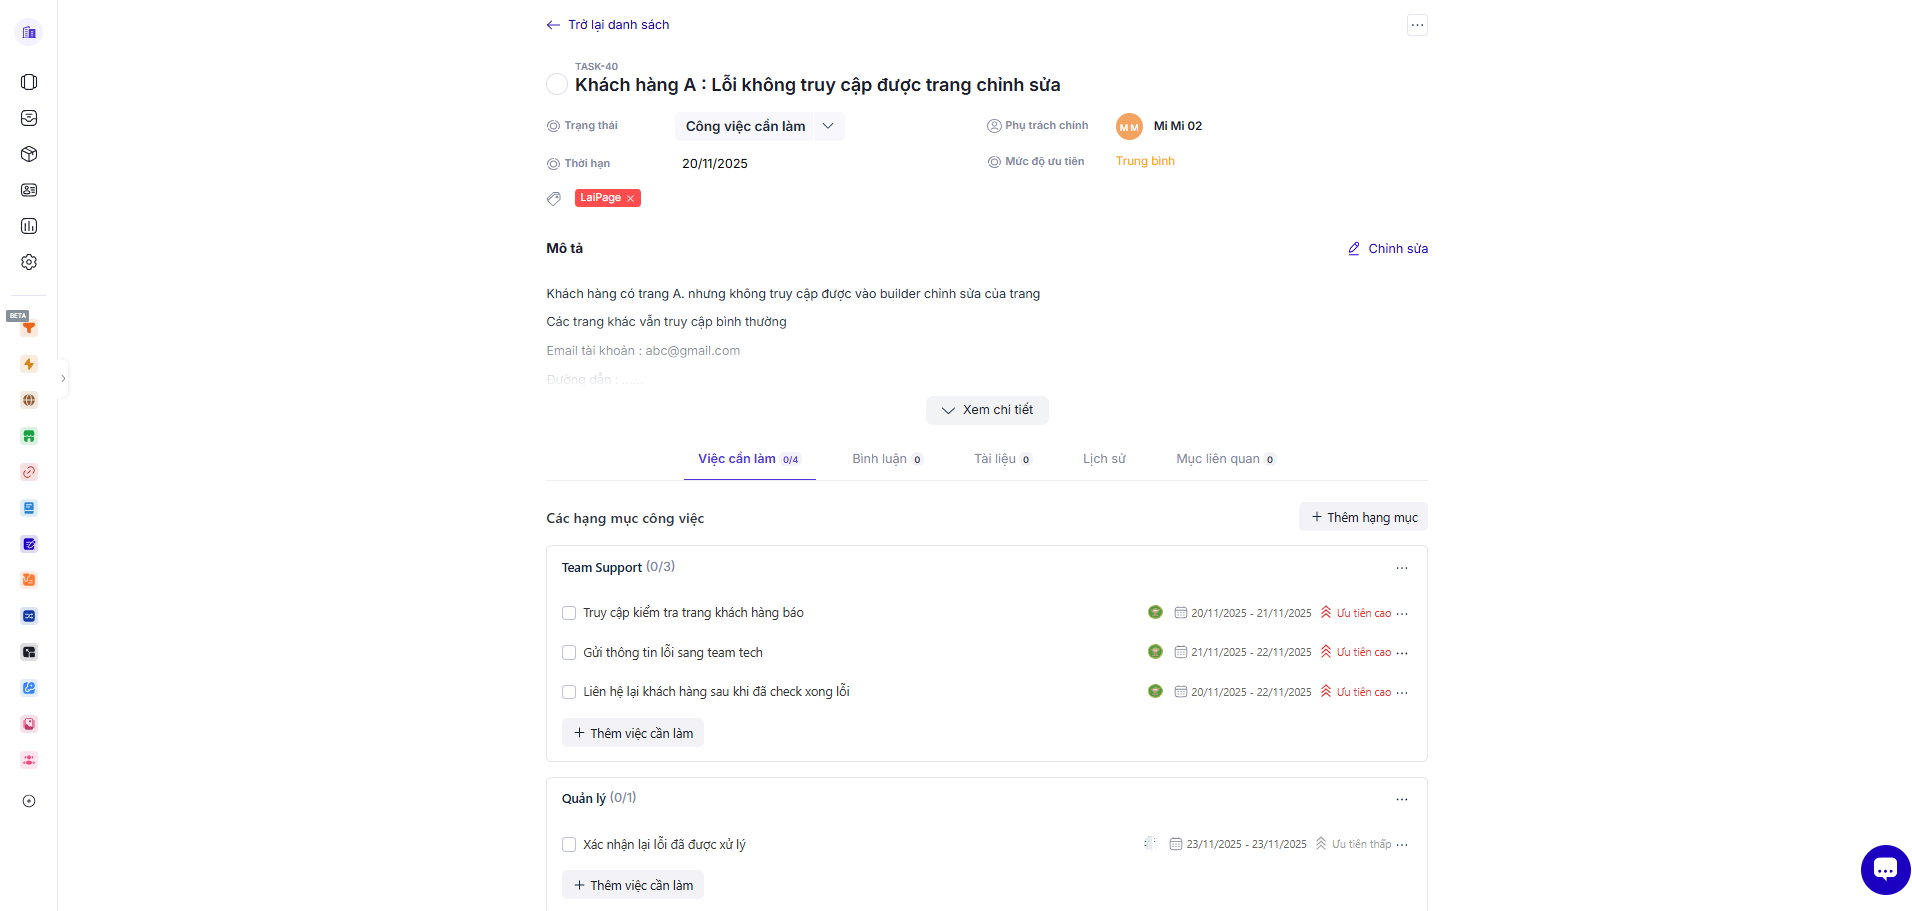 Trở lại danh sách
TASK-40
Khách hàng A : Lỗi không truy cập được trang chỉnh sửa
Trạng thái
Công việc cần làm
Phụ trách chính
MM
Mi Mi 02
Thời hạn
20/11/2025
Mức độ ưu tiên
Trung bình
LaiPage
Mô tả
Chỉnh sửa
Khách hàng có trang A. nhưng không truy cập được vào builder chỉnh sửa của trang
Các trang khác vẫn truy cập bình thường
Email tài khoản : abc@gmail.com
BETA
Đường dẫn : ......
Xem chi tiết
Việc cần làm 0/4
Bình luận 0
Tài liệu 0
Lịch sử
Mục liên quan 0
Các hạng mục công việc
+ Thêm hạng mục
Team Support (0/3)
Truy cập kiểm tra trang khách hàng báo
20/11/2025 - 21/11/2025
Ưu tiên cao
Gửi thông tin lỗi sang team tech
21/11/2025 - 22/11/2025
Ưu tiên cao
Liên hệ lại khách hàng sau khi đã check xong lỗi
20/11/2025 - 22/11/2025
Ưu tiên cao
+ Thêm việc cần làm
Quản lý (0/1)
Xác nhận lại lỗi đã được xử lý
23/11/2025 - 23/11/2025
Ưu tiên thấp
+ Thêm việc cần làm